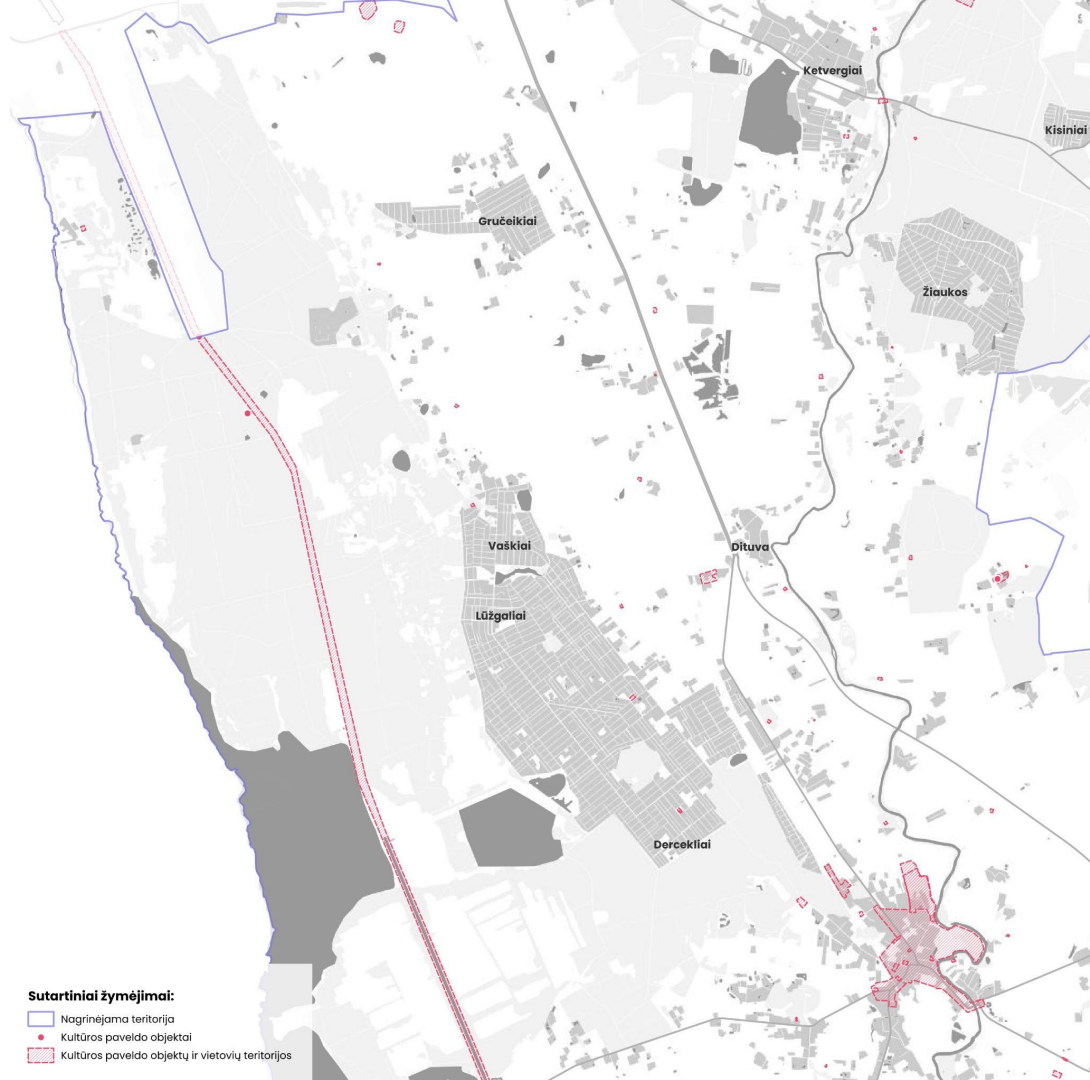 Ketvergiai
Kisiniai
Gručeikiai
Žiaukos
Vaškiai
Dituva
Lūžgaliai
Dercekliai
Sutartiniai žymėjimai:
Nagrinėjama teritorija
Kultūros paveldo objektai
Kultūros paveldo objektų ir vietovių teritorijos